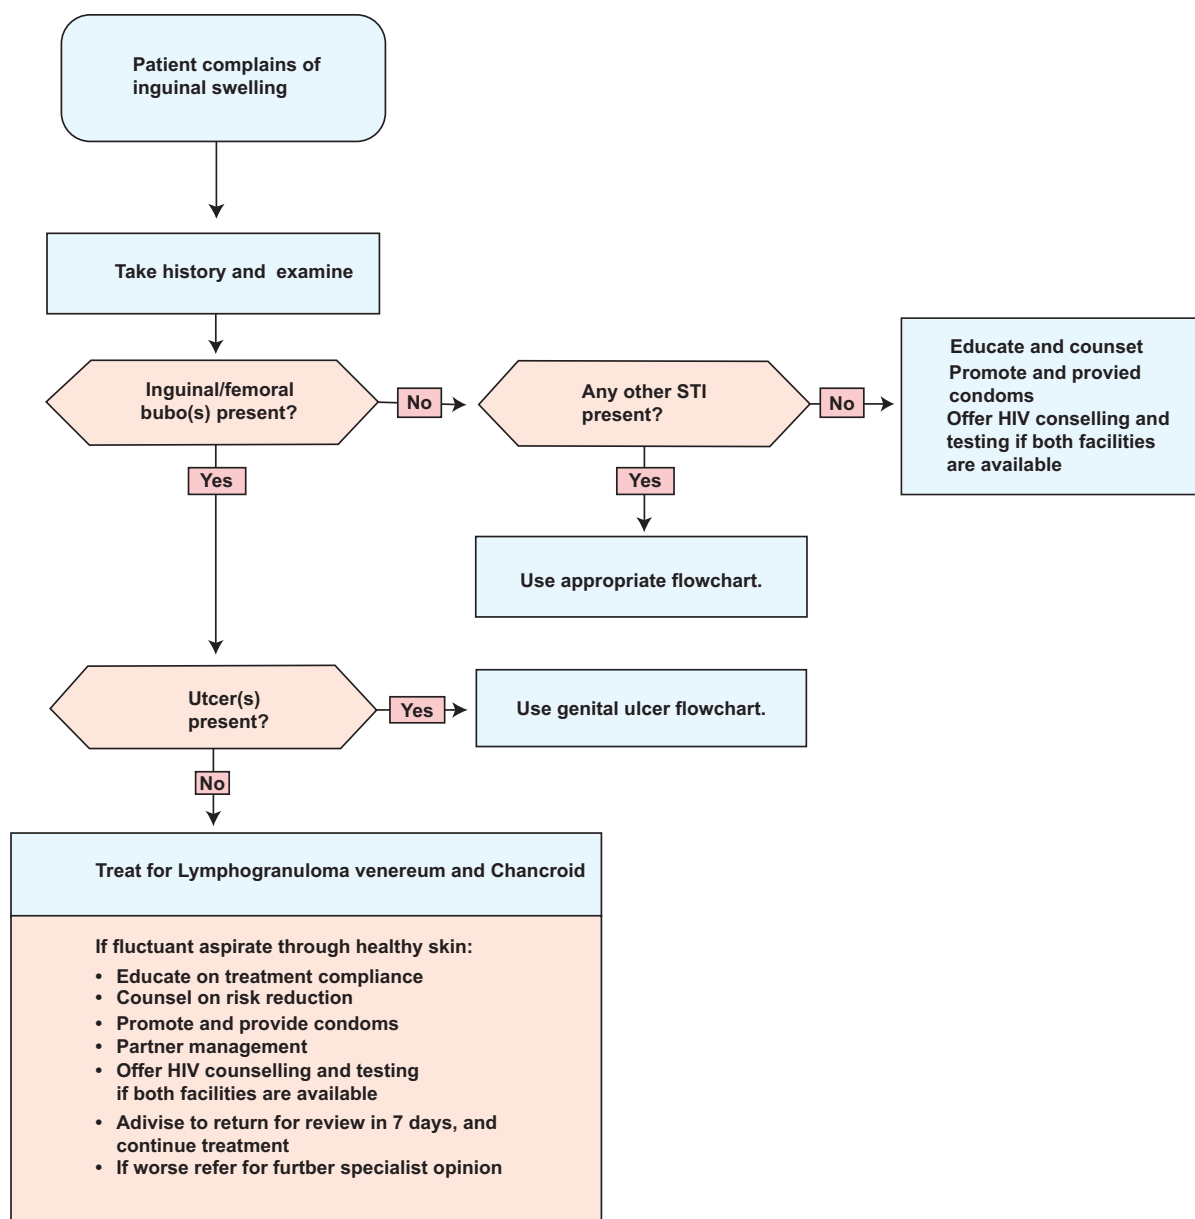 Patient complains of
inguinal swelling
Take history and examine
Inguinal/femoral
bubo(s) present?
No
Any other STI
present?
No
Educate and counset
Promote and provied
condoms
Offer HIV conselling and
testing if both facilities
are available
Yes
Yes
Use appropriate flowchart.
Utcer(s)
present?
Yes
Use genital ulcer flowchart.
No
Treat for Lymphogranuloma venereum and Chancroid
If fluctuant aspirate through healthy skin:
• Educate on treatment compliance
• Counsel on risk reduction
• Promote and provide condoms
• Partner management
• Offer HIV counselling and testing
if both facilities are available
• Adivise to return for review in 7 days, and
continue treatment
• If worse refer for furtber specialist opinion